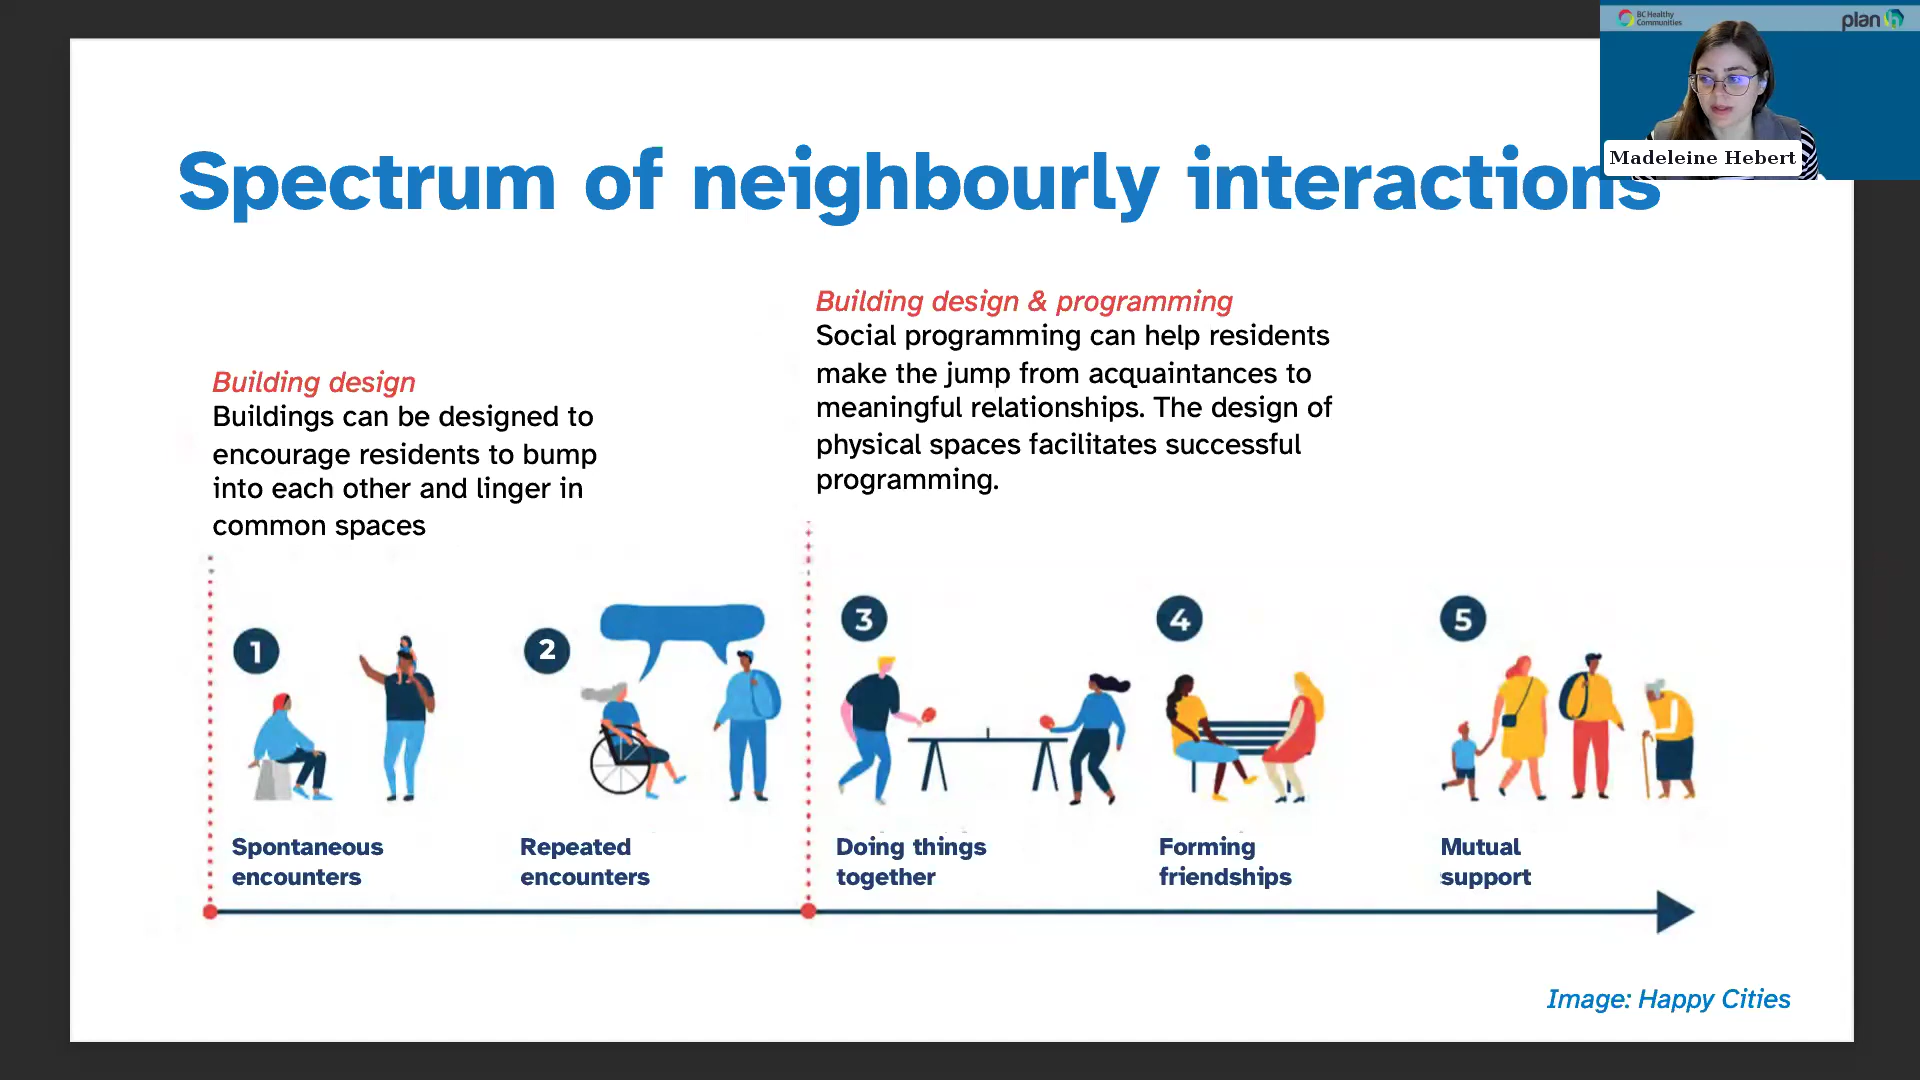 BC Healthy
Communities
plan h
Madeleine Hebert
Spectrum of neighbourly interactions
Building design
Buildings can be designed to
encourage residents to bump
into each other and linger in
common spaces
Building design & programming
Social programming can help residents
make the jump from acquaintances to
meaningful relationships. The design of
physical spaces facilitates successful
programming.
1
2
3
4
5
Spontaneous
encounters
Repeated
encounters
Doing things
together
Forming
friendships
Mutual
support
Image: Happy Cities